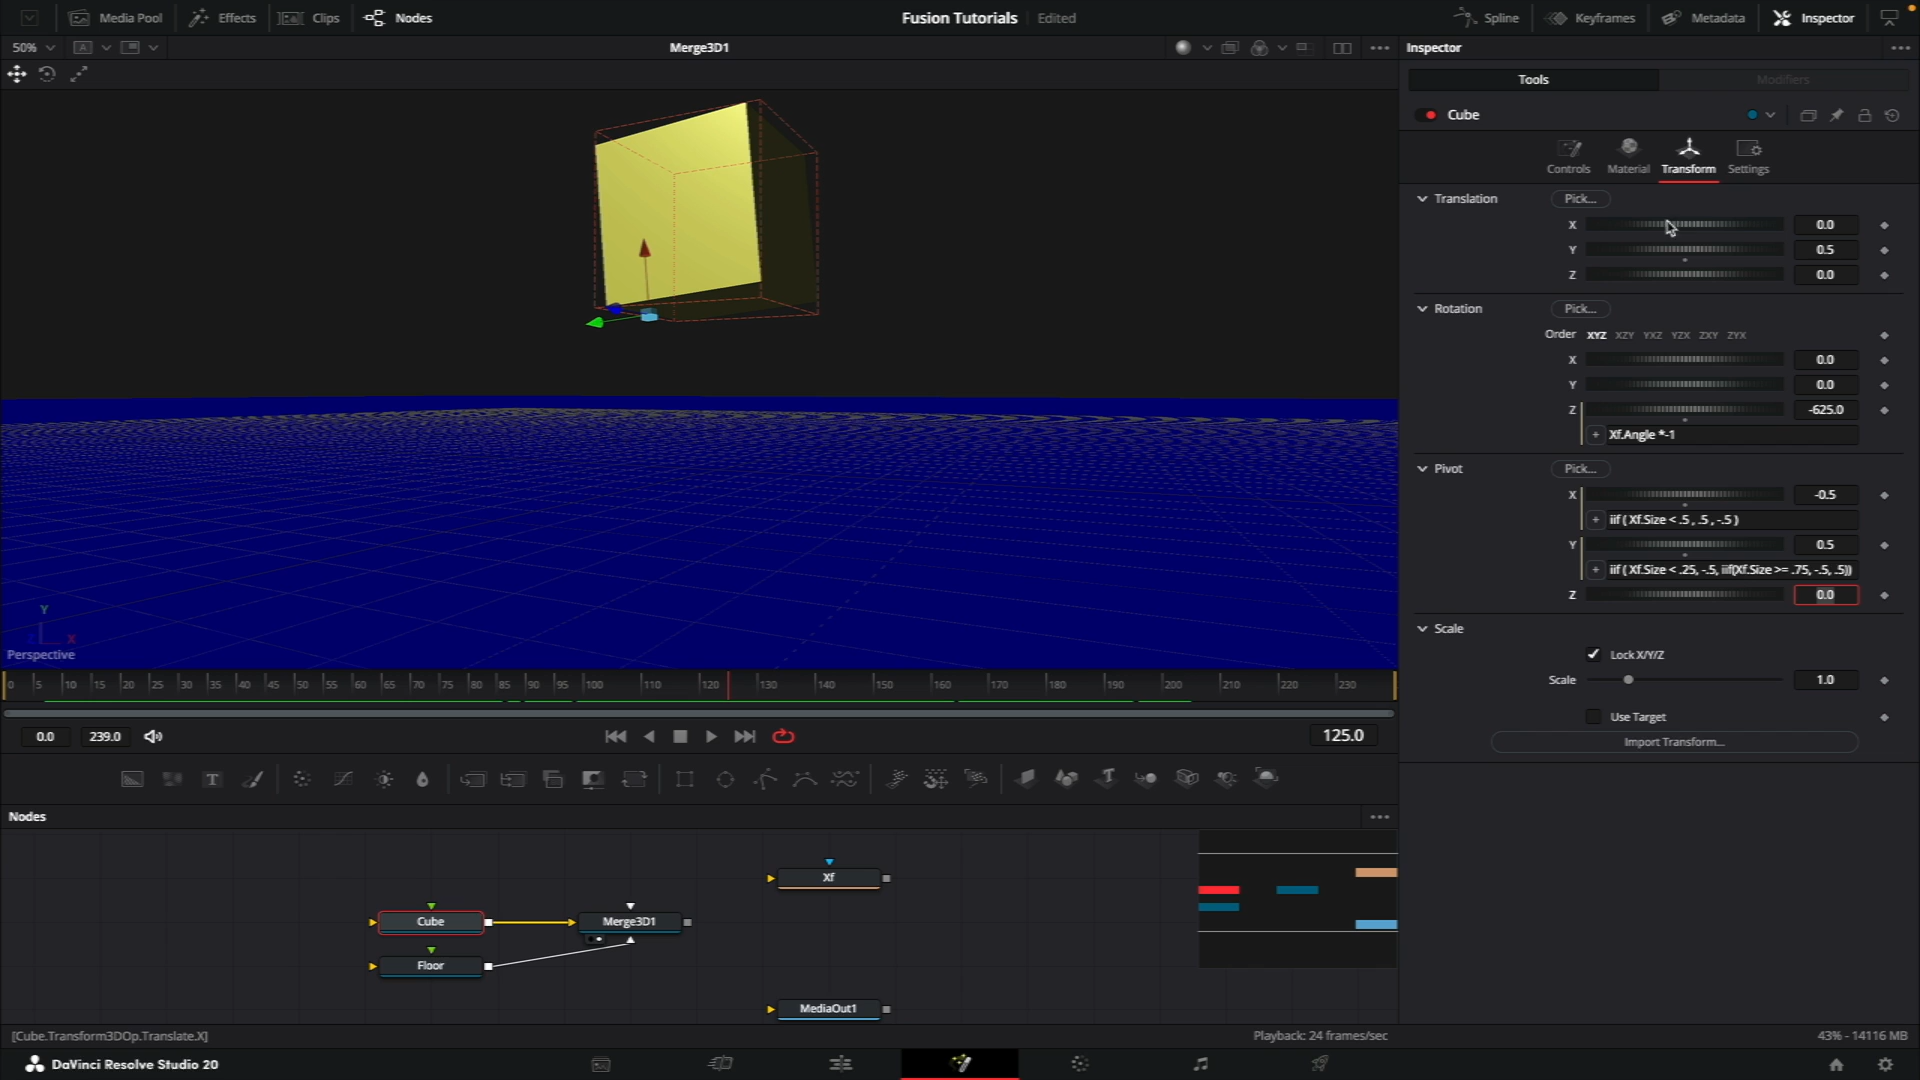 Media Pool
Effects
Clips
Nodes
Fusion Tutorials
Edited
Spline
Keyframes
Metadata
Inspector
50%
A
Merge3D1
Inspector
Tools
Modifiers
Cube
Controls
Material
Transform
Settings
Translation
Pick...
X
0.0
Y
0.5
Z
0.0
Rotation
Pick...
Order
XYZ
XZY
YXZ
YZX
ZXY
ZYX
X
0.0
Y
0.0
Z
-625.0
Xf.Angle *-1
Pivot
Pick...
X
-0.5
iif ( Xf.Size < .5 , .5 , -.5 )
Y
0.5
iif ( Xf.Size < .25, -.5, iif(Xf.Size >= .75, -.5, .5))
Z
0.0
Scale
Lock X/Y/Z
Scale
1.0
Use Target
Import Transform...
Y
X
Perspective
0 5 10 15 20 25 30 35 40 45 50 55 60 65 70 75 80 85 90 95 100 110 120 130 140 150 160 170 180 190 200 210 220 230
0.0
239.0
125.0
T
Nodes
Xf
Cube
Merge3D1
Floor
MediaOut1
[Cube.Transform3DOp.Translate.X]
Playback: 24 frames/sec
43% - 14116 MB
DaVinci Resolve Studio 20